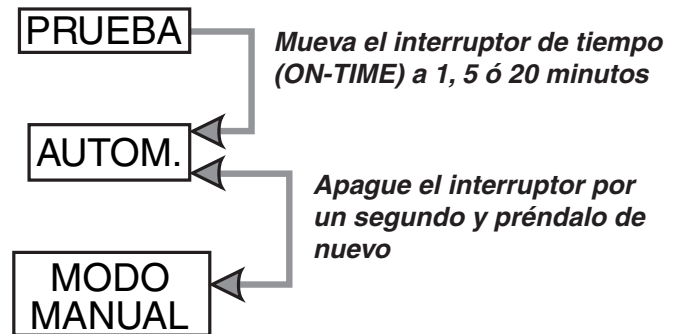 PRUEBA
Mueva el interruptor de tiempo
(ON-TIME) a 1, 5 ó 20 minutos
AUTOM.
Apague el interruptor por
un segundo y préndalo de
nuevo
MODO
MANUAL